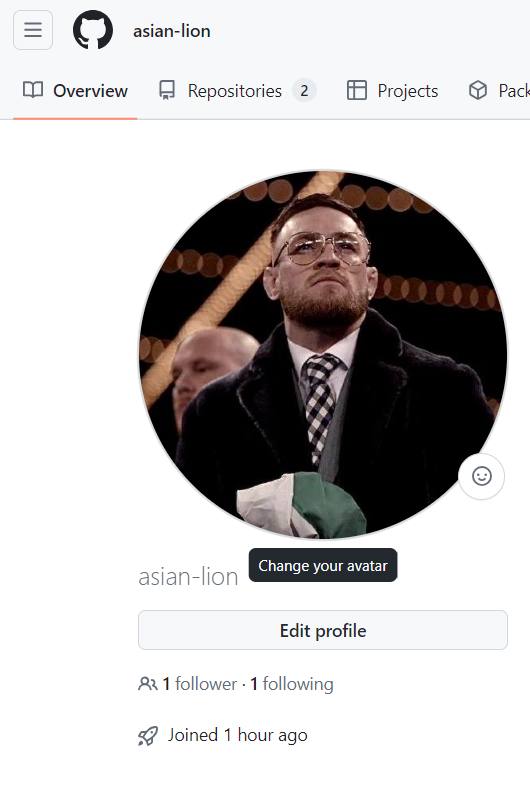 asian-lion
Overview Repositories 2 Projects
Change your avatar
asian-lion
Edit profile
1 follower · 1 following
Joined 1 hour ago